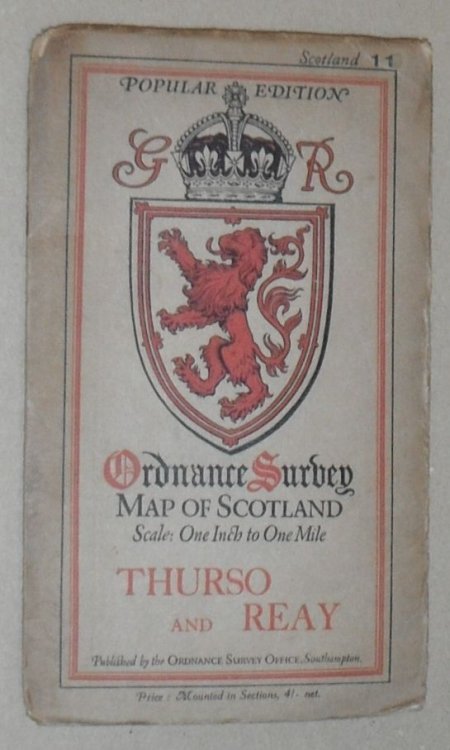 Scotland 11
POPULAR EDITION
G R
Ordnance Survey
MAP OF SCOTLAND
Scale: One Inch to One Mile
THURSO
AND REAY
Published by the ORDNANCE SURVEY OFFICE, Southampton.
Price: Mounted in Sections, 4/- net.